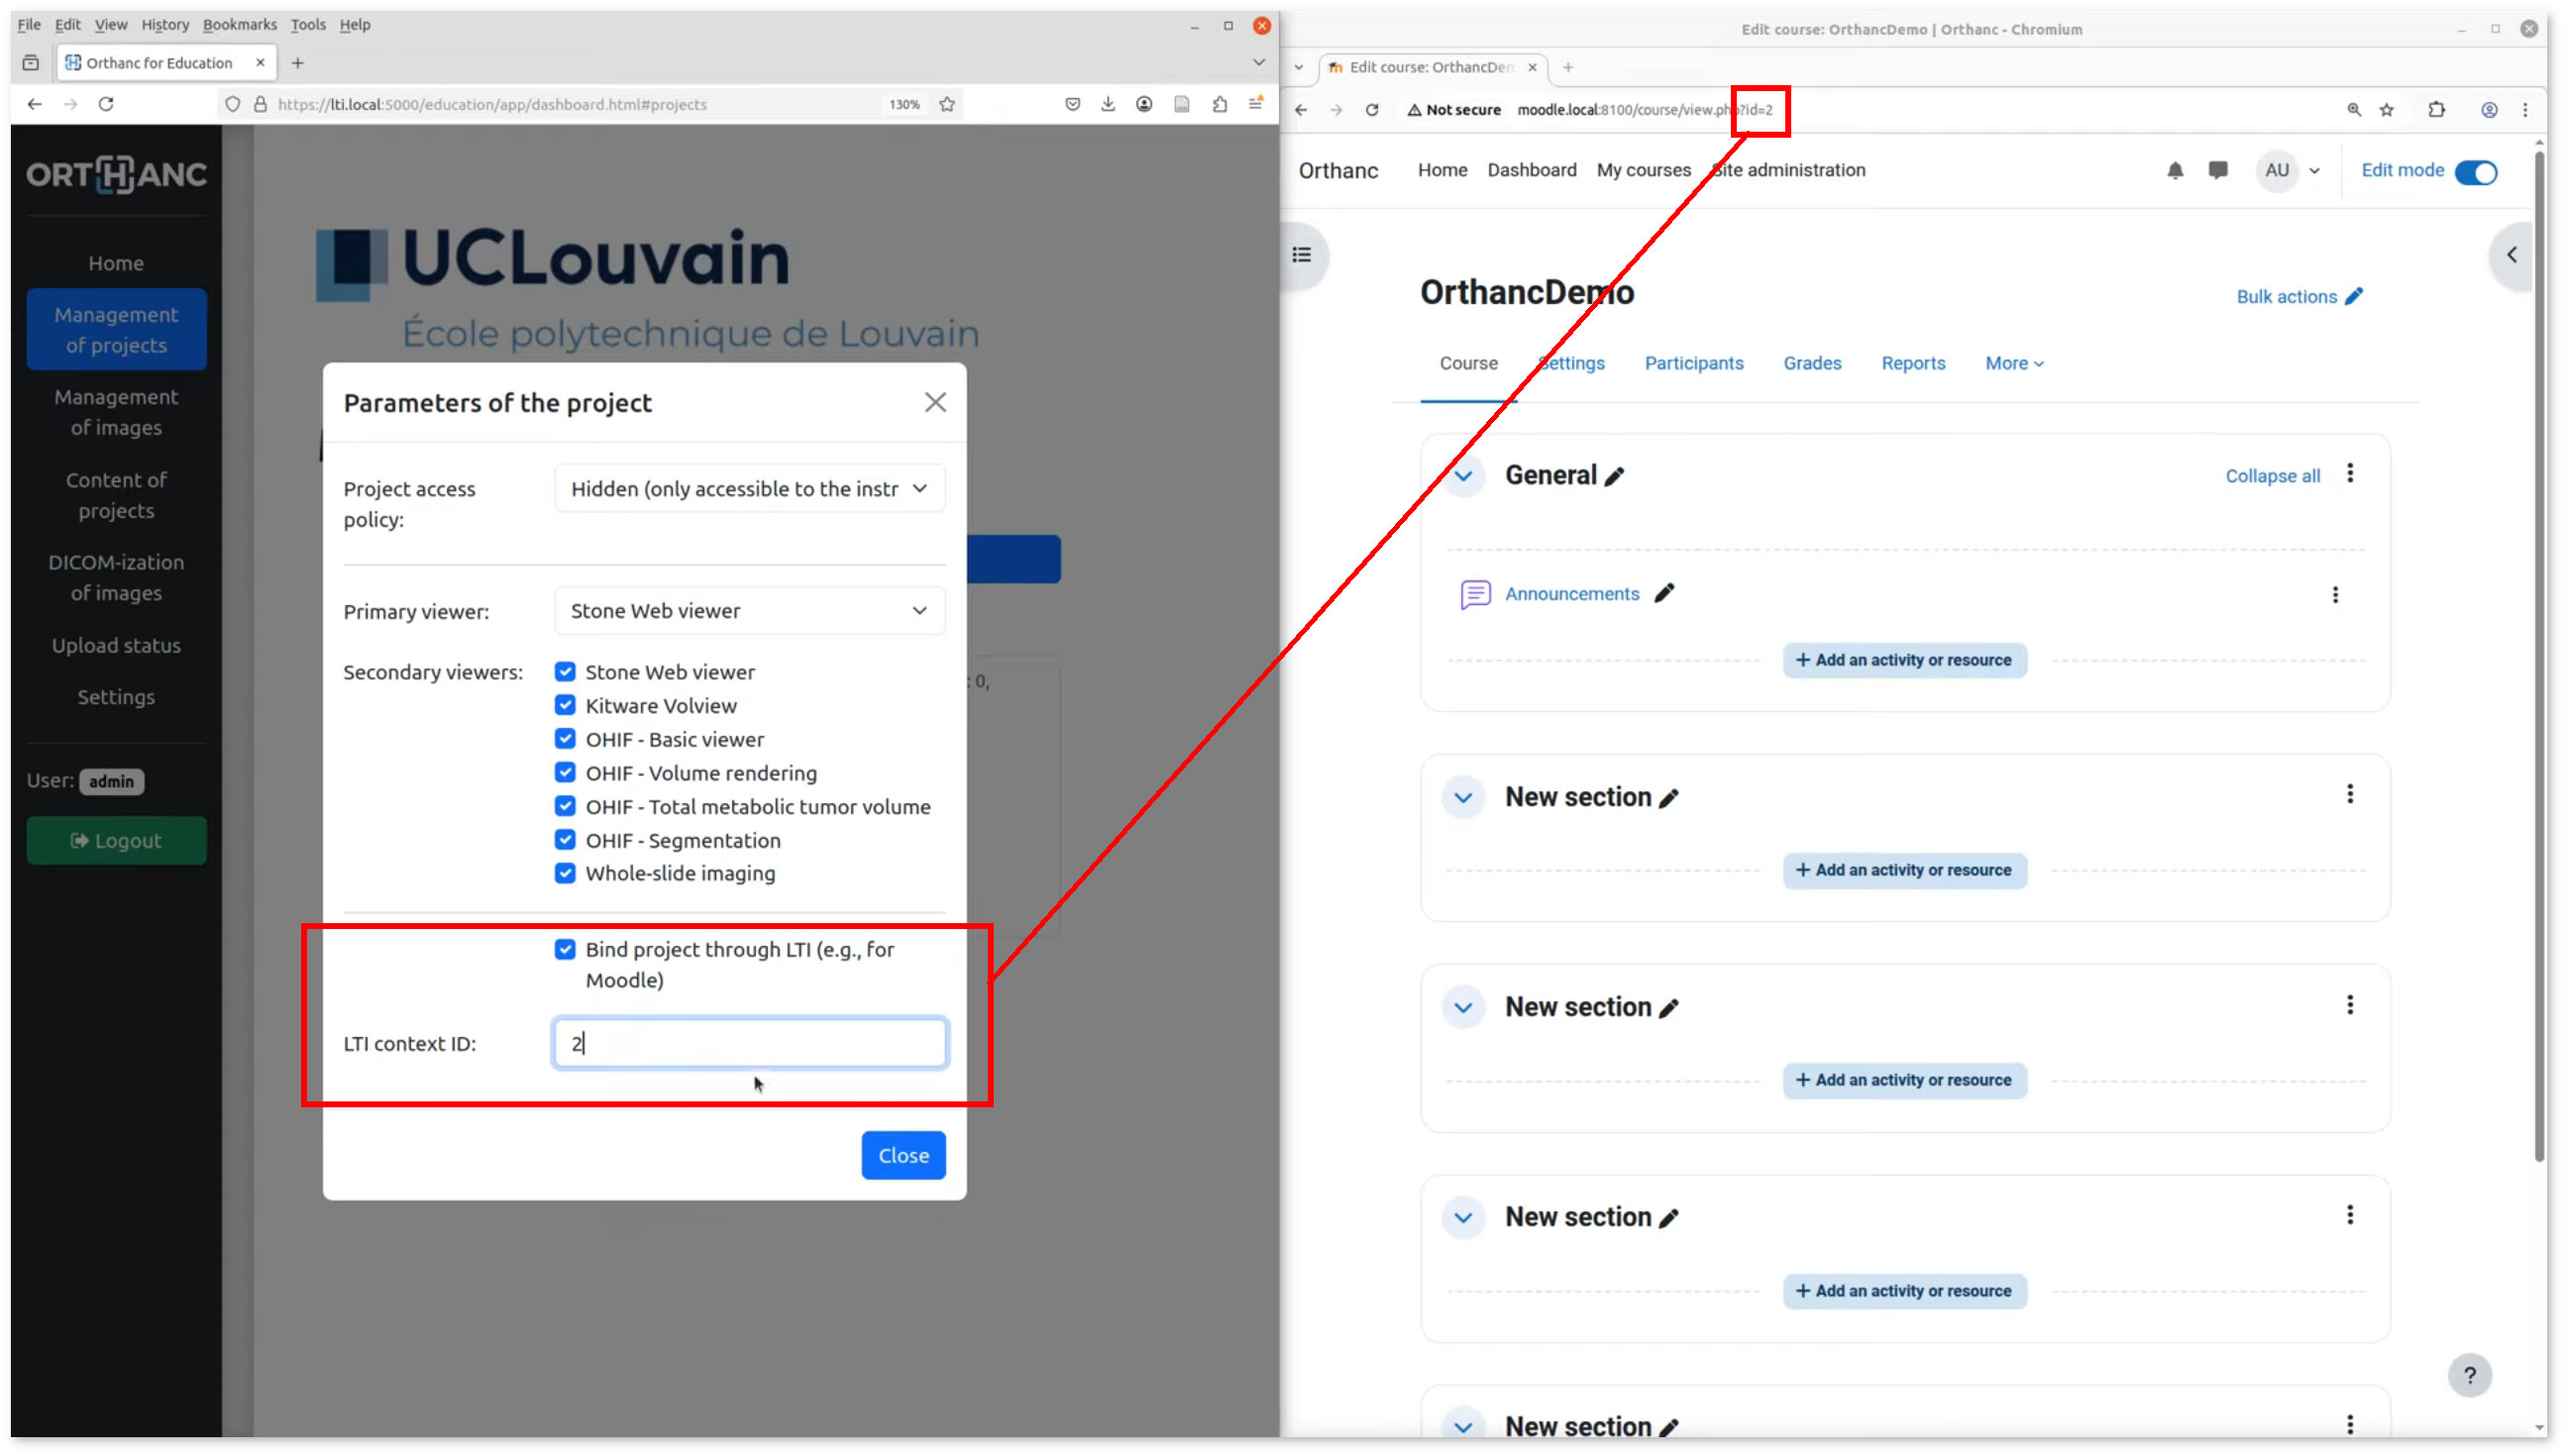 File Edit View History Bookmarks Tools Help
Orthanc for Education
https://lti.local:5000/education/app/dashboard.html#projects
130%
ORTHANC
Home
Management
of projects
Management
of images
Content of
projects
DICOM-ization
of images
Upload status
Settings
User: admin
Logout
UCLouvain
École polytechnique de Louvain
: 0,
Parameters of the project
Project access
policy:
Hidden (only accessible to the instr
Primary viewer:
Stone Web viewer
Secondary viewers:
Stone Web viewer
Kitware Volview
OHIF - Basic viewer
OHIF - Volume rendering
OHIF - Total metabolic tumor volume
OHIF - Segmentation
Whole-slide imaging
Bind project through LTI (e.g., for
Moodle)
LTI context ID:
2
Close
Edit course: OrthancDemo | Orthanc - Chromium
Edit course: OrthancDem
Not secure moodle.local:8100/course/view.php?id=2
Orthanc Home Dashboard My courses Site administration
AU
Edit mode
OrthancDemo
Bulk actions
Course Settings Participants Grades Reports More
General
Collapse all
Announcements
+ Add an activity or resource
New section
+ Add an activity or resource
New section
+ Add an activity or resource
New section
+ Add an activity or resource
New section
?